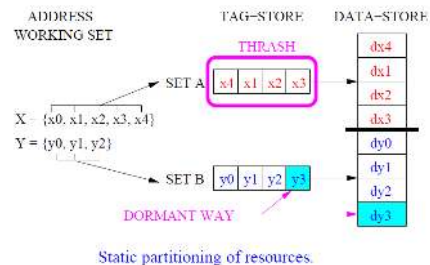 ADDRESS TAG-STORE DATA-STORE
WORKING SET
THRASH
dx4
SET A x4 x1 x2 x3 dx1
dx2
X = {x0, x1, x2, x3, x4} dx3
Y = {y0, y1, y2} dy0
SET B y0 y1 y2 y3 dy1
dy2
DORMANT WAY dy3
Static partitioning of resources.